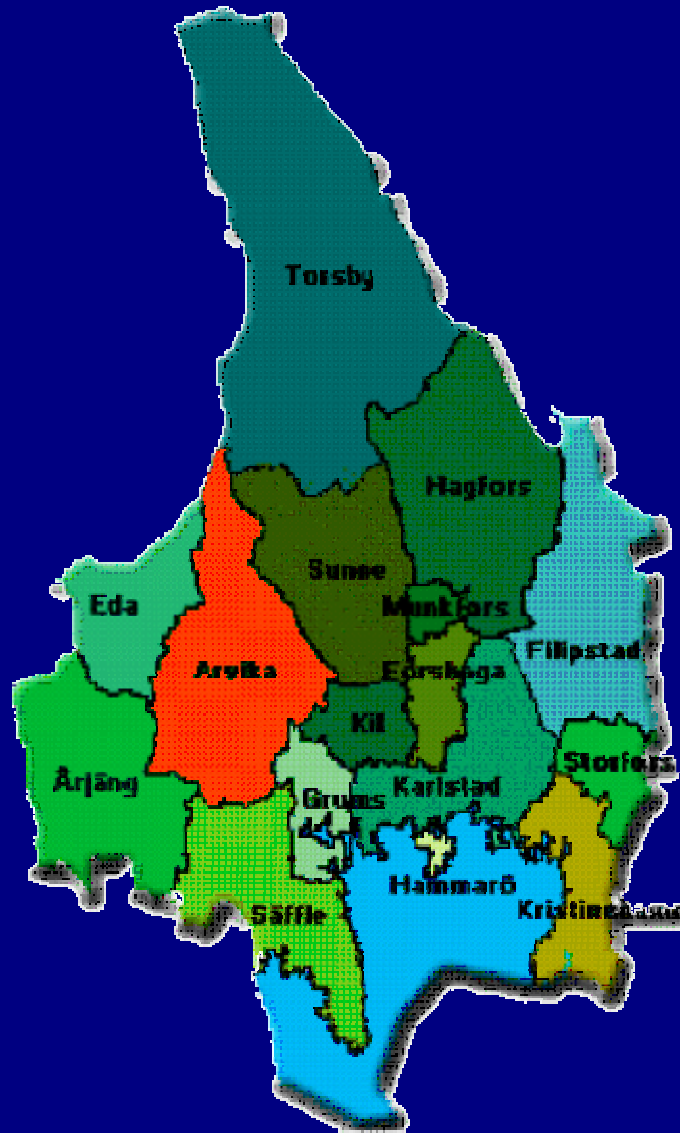 Torsby
Hagfors
Sunne
Munkfors
Eda
Filipstad
Arvika
Forshaga
Kil
Storfors
Årjäng
Karlstad
Grums
Hammarö
Säffle